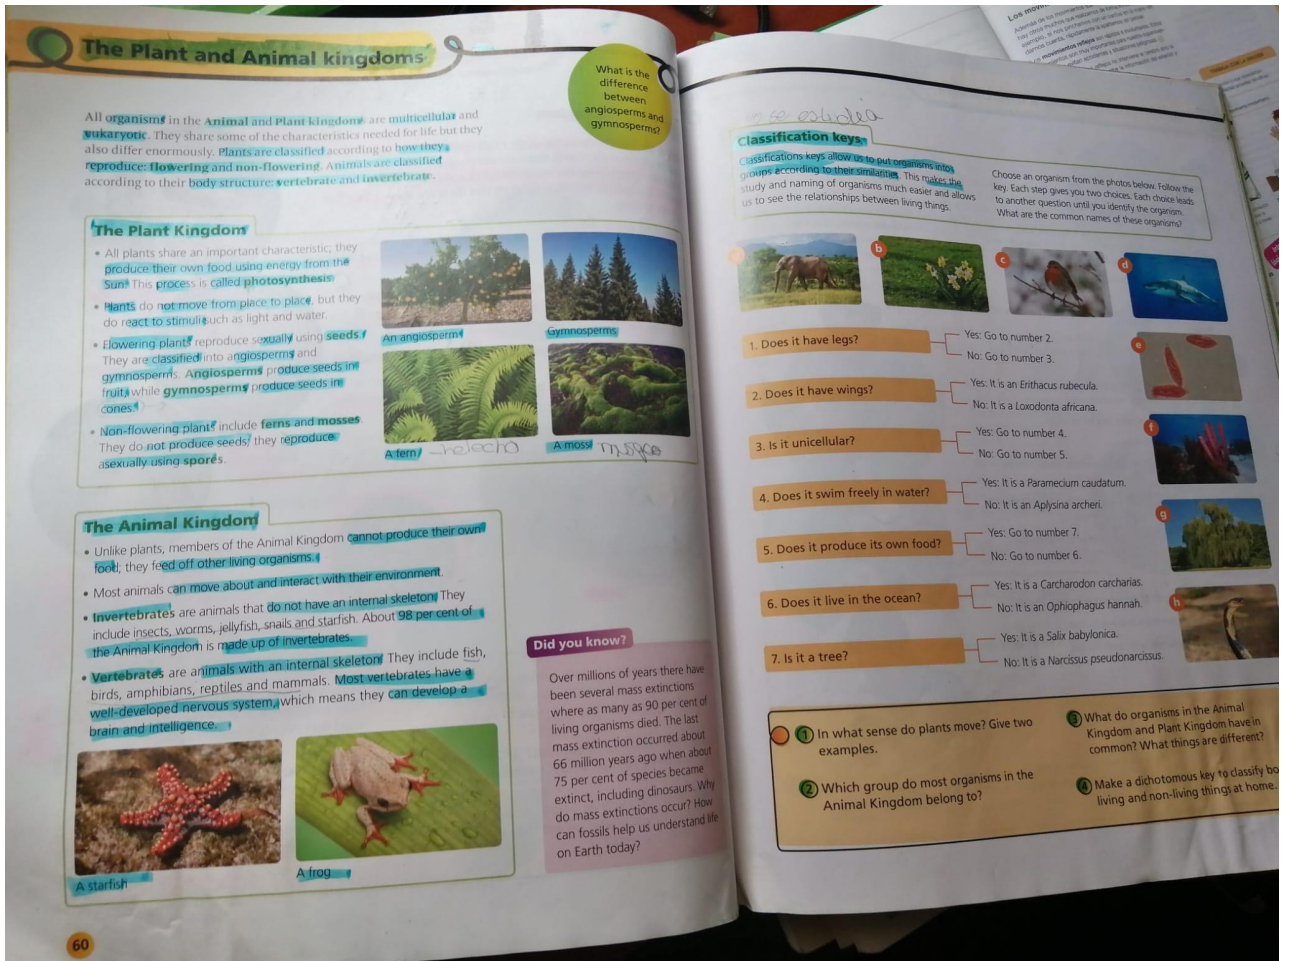 The Plant and Animal kingdoms
What is the
difference
between
angiosperms and
gymnosperms?
All organisms in the Animal and Plant kingdoms are multicellular and
eukaryotic. They share some of the characteristics needed for life but they
also differ enormously. Plants are classified according to how they
reproduce: flowering and non-flowering. Animals are classified
according to their body structure: vertebrate and invertebrate.
The Plant Kingdom
• All plants share an important characteristic; they
produce their own food using energy from the
Sun. This process is called photosynthesis.
• Plants do not move from place to place, but they
do react to stimuli such as light and water.
• Flowering plants reproduce sexually using seeds.
They are classified into angiosperms and
gymnosperms. Angiosperms produce seeds in
fruit, while gymnosperms produce seeds in
cones.
• Non-flowering plants include ferns and mosses.
They do not produce seeds; they reproduce
asexually using spores.
An angiosperm
Gymnosperms
A fern helecho
A moss musgo
The Animal Kingdom
• Unlike plants, members of the Animal Kingdom cannot produce their own
food; they feed off other living organisms.
• Most animals can move about and interact with their environment.
• Invertebrates are animals that do not have an internal skeleton. They
include insects, worms, jellyfish, snails and starfish. About 98 per cent of
the Animal Kingdom is made up of invertebrates.
• Vertebrates are animals with an internal skeleton. They include fish,
birds, amphibians, reptiles and mammals. Most vertebrates have a
well-developed nervous system, which means they can develop a
brain and intelligence.
A starfish
A frog
Did you know?
Over millions of years there have
been several mass extinctions
where as many as 90 per cent of
living organisms died. The last
mass extinction occurred about
66 million years ago when about
75 per cent of species became
extinct, including dinosaurs. Why
do mass extinctions occur? How
can fossils help us understand life
on Earth today?
60
no se estudia
Classification keys
Classifications keys allow us to put organisms into
groups according to their similarities. This makes the
study and naming of organisms much easier and allows
us to see the relationships between living things.
Choose an organism from the photos below. Follow the
key. Each step gives you two choices. Each choice leads
to another question until you identify the organism.
What are the common names of these organisms?
b
c
d
e
f
g
h
1. Does it have legs?
Yes: Go to number 2.
No: Go to number 3.
2. Does it have wings?
Yes: It is an Erithacus rubecula.
No: It is a Loxodonta africana.
3. Is it unicellular?
Yes: Go to number 4.
No: Go to number 5.
4. Does it swim freely in water?
Yes: It is a Paramecium caudatum.
No: It is an Aplysina archeri.
5. Does it produce its own food?
Yes: Go to number 7.
No: Go to number 6.
6. Does it live in the ocean?
Yes: It is a Carcharodon carcharias.
No: It is an Ophiophagus hannah.
7. Is it a tree?
Yes: It is a Salix babylonica.
No: It is a Narcissus pseudonarcissus.
1 In what sense do plants move? Give two
examples.
2 Which group do most organisms in the
Animal Kingdom belong to?
3 What do organisms in the Animal
Kingdom and Plant Kingdom have in
common? What things are different?
4 Make a dichotomous key to classify bo
living and non-living things at home.